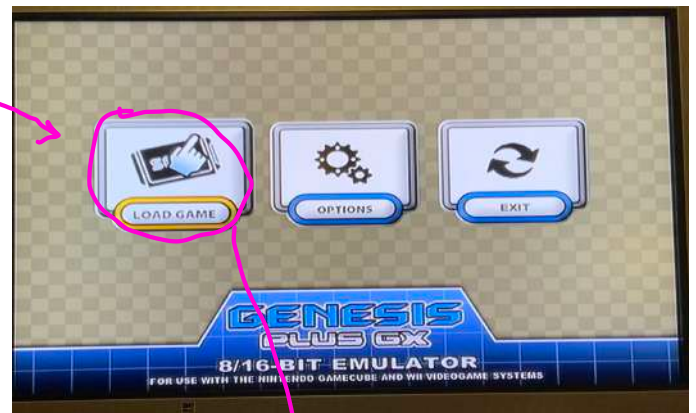 LOAD GAME
OPTIONS
EXIT
GENESIS
PLUS GX
8/16-BIT EMULATOR
FOR USE WITH THE NINTENDO GAMECUBE AND WII VIDEOGAME SYSTEMS